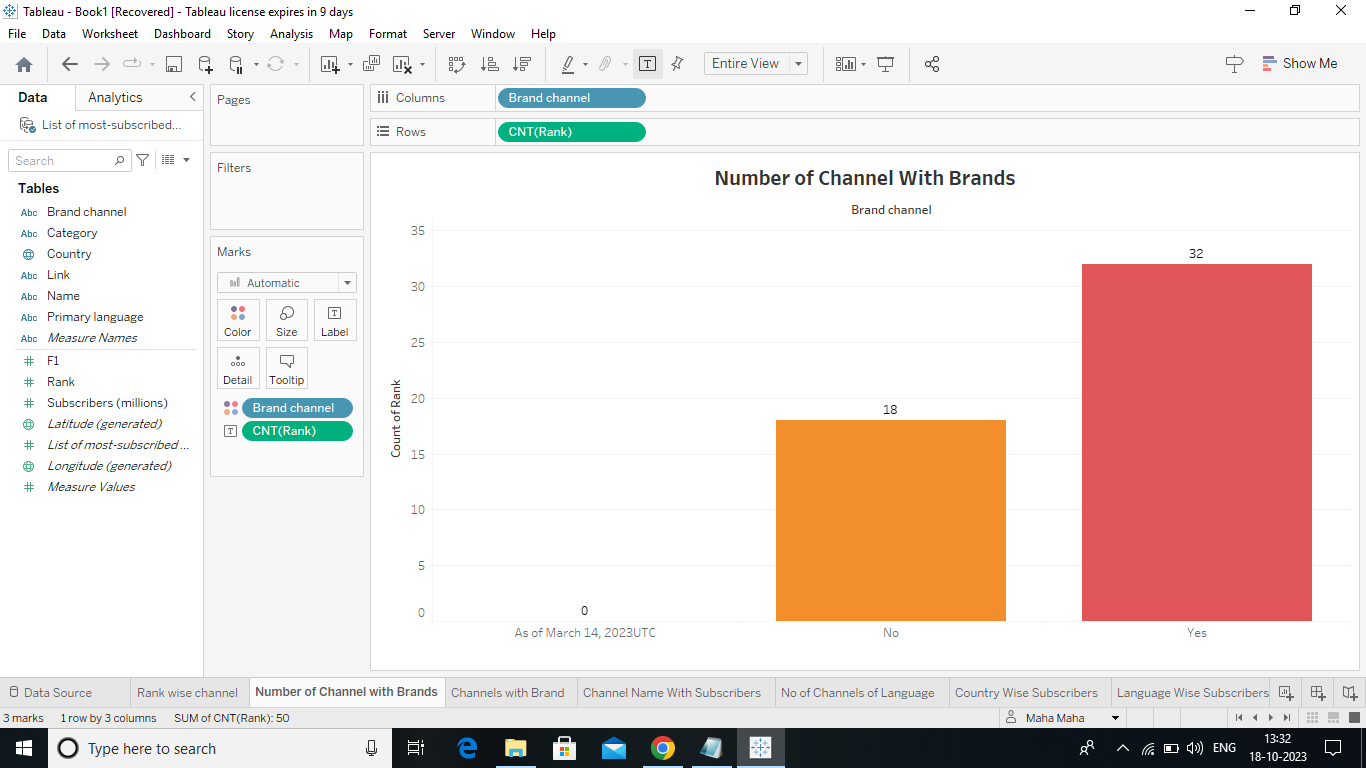 Tableau - Book1 [Recovered] - Tableau license expires in 9 days
File Data Worksheet Dashboard Story Analysis Map Format Server Window Help
Entire View
Show Me
Data Analytics
List of most-subscribed...
Search
Tables
Abc Brand channel
Abc Category
Country
Abc Link
Abc Name
Abc Primary language
Abc Measure Names
F1
Rank
Subscribers (millions)
Latitude (generated)
List of most-subscribed ...
Longitude (generated)
Measure Values
Pages
Filters
Marks
Automatic
Color Size Label
Detail Tooltip
Brand channel
CNT(Rank)
Columns Brand channel
Rows CNT(Rank)
Number of Channel With Brands
Brand channel
Count of Rank
35
30
25
20
15
10
5
0
0
18
32
As of March 14, 2023UTC No Yes
Data Source Rank wise channel Number of Channel with Brands Channels with Brand Channel Name With Subscribers No of Channels of Language Country Wise Subscribers Language Wise Subscribers
3 marks 1 row by 3 columns SUM of CNT(Rank): 50 Maha Maha
Type here to search
ENG
13:32
18-10-2023